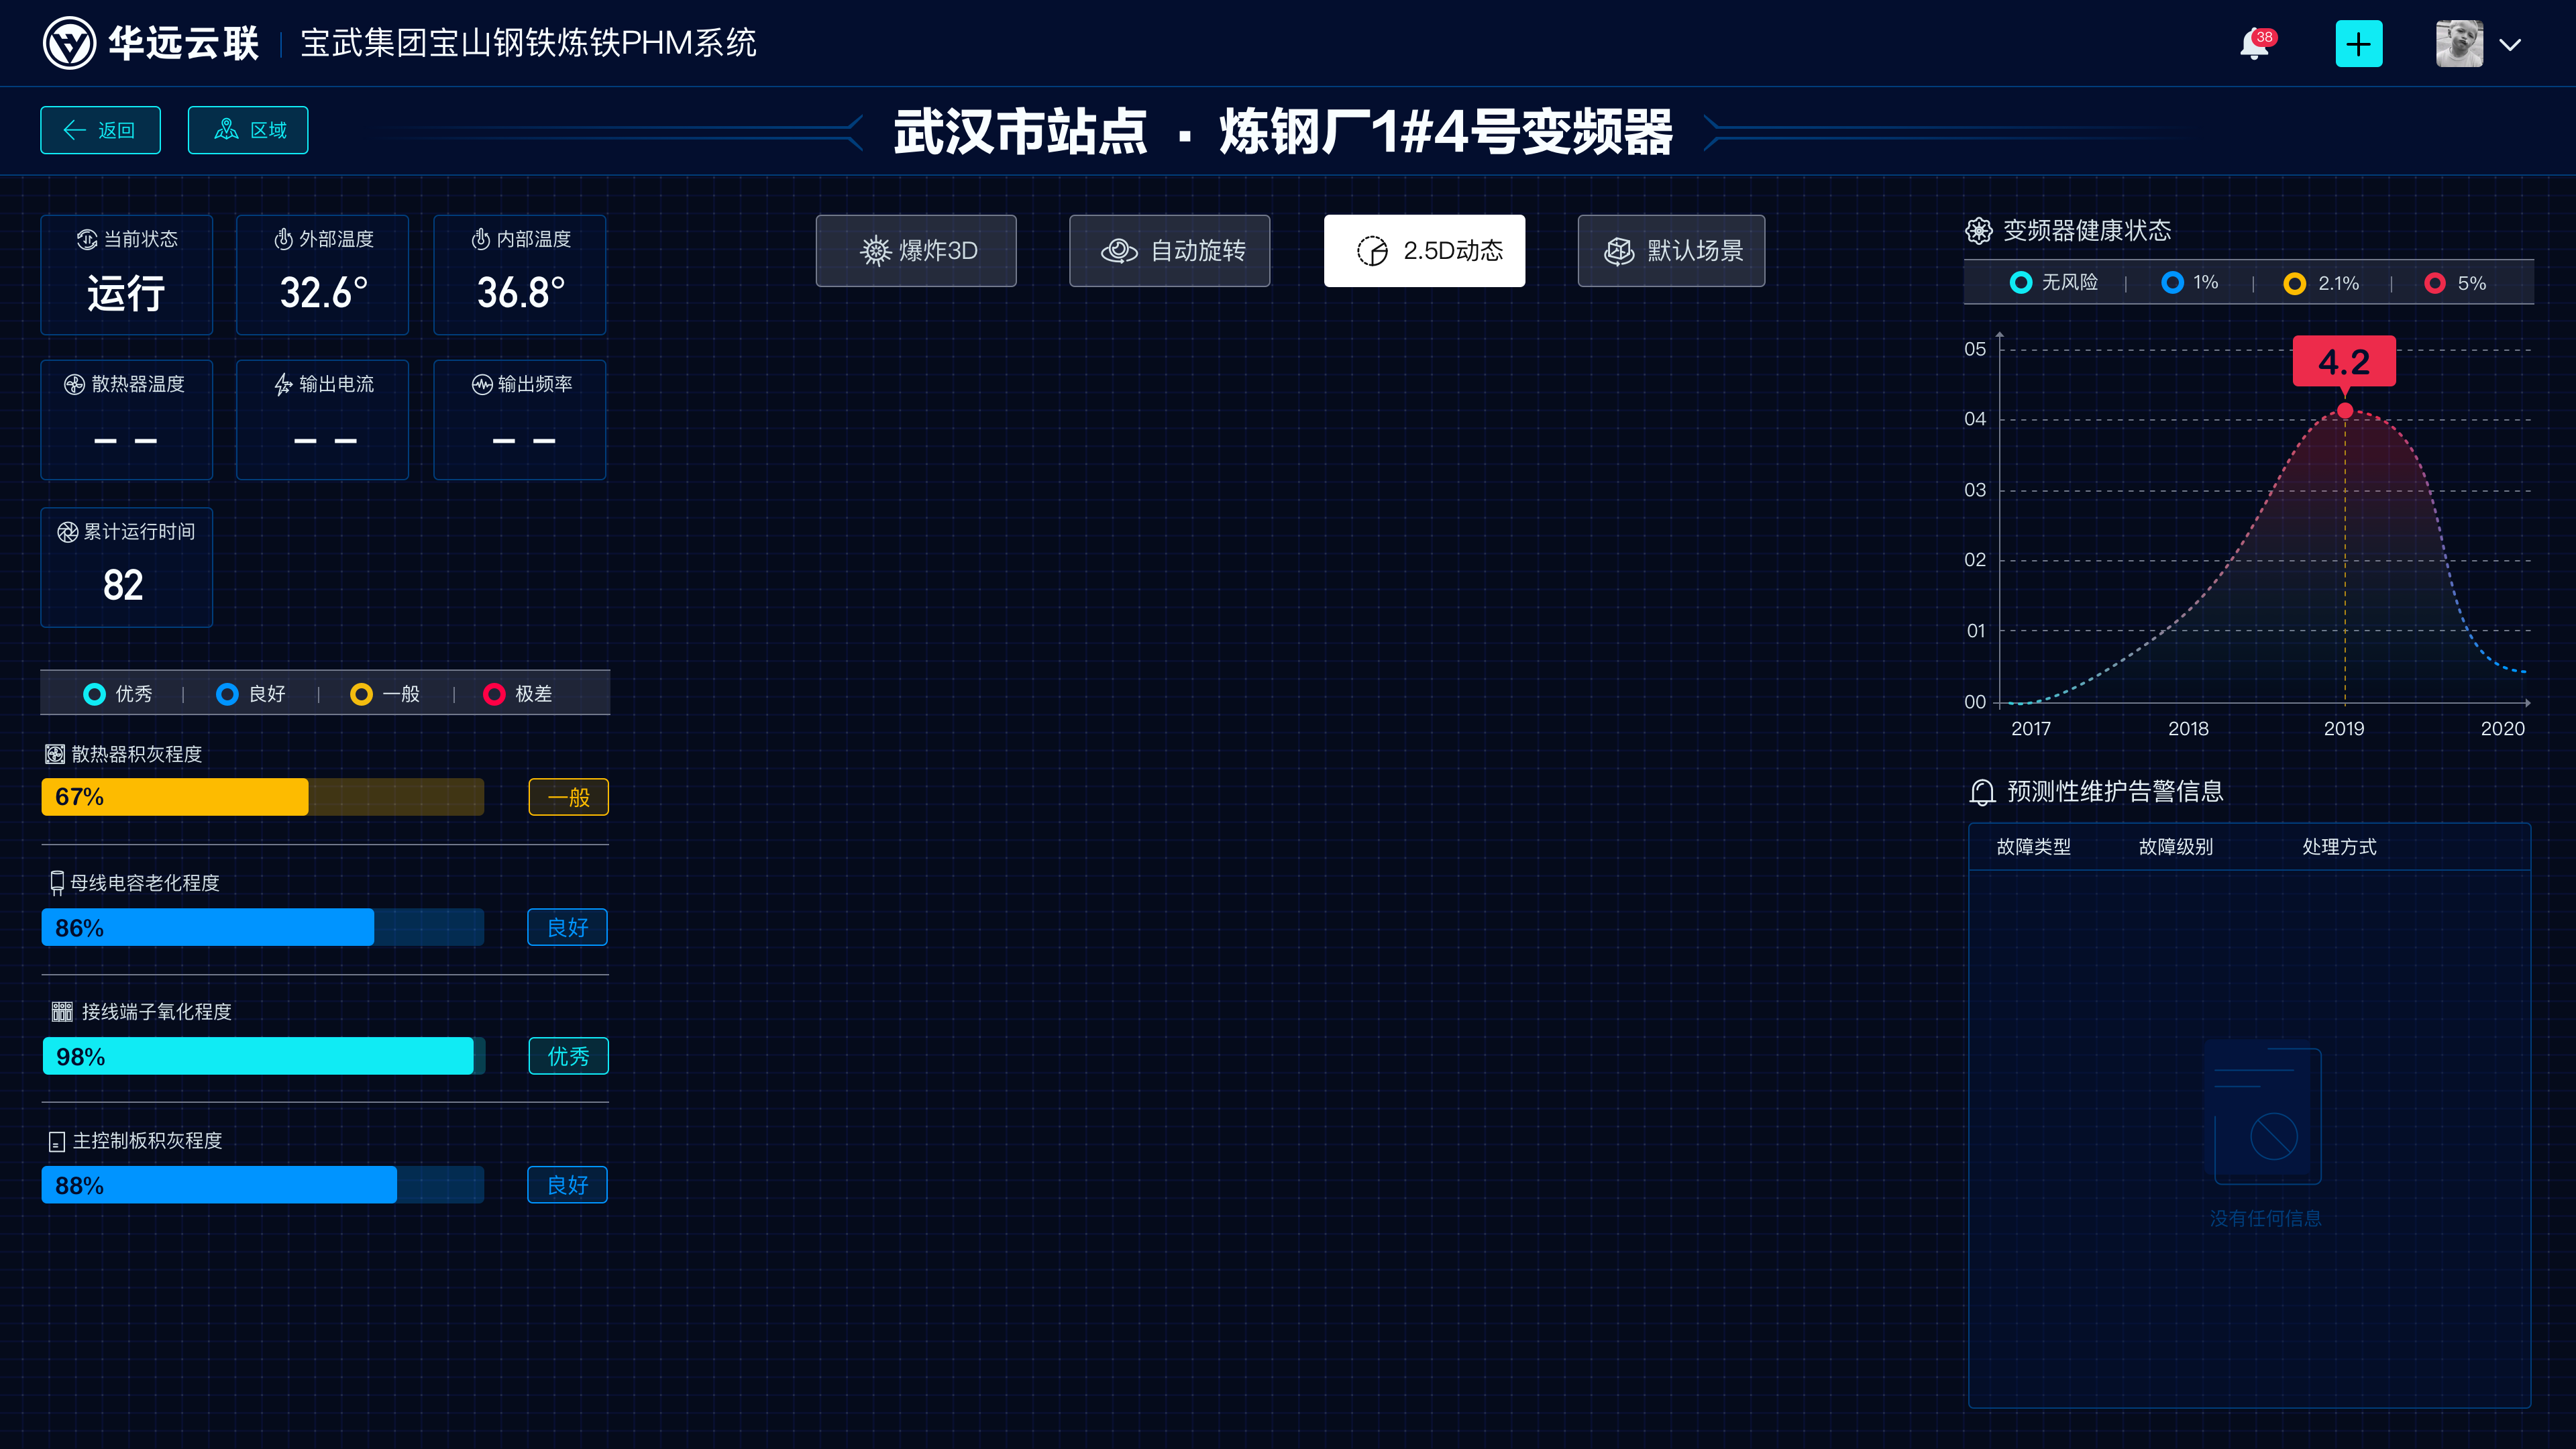 华远云联
宝武集团宝山钢铁炼铁PHM系统
38
返回
区域
武汉市站点 · 炼钢厂1#4号变频器
当前状态
运行
外部温度
32.6°
内部温度
36.8°
散热器温度
– –
输出电流
– –
输出频率
– –
累计运行时间
82
优秀 | 良好 | 一般 | 极差
散热器积灰程度
67%
一般
母线电容老化程度
86%
良好
接线端子氧化程度
98%
优秀
主控制板积灰程度
88%
良好
爆炸3D
自动旋转
2.5D动态
默认场景
变频器健康状态
无风险 | 1% | 2.1% | 5%
4.2
05
04
03
02
01
00
2017 2018 2019 2020
预测性维护告警信息
故障类型 故障级别 处理方式
没有任何信息